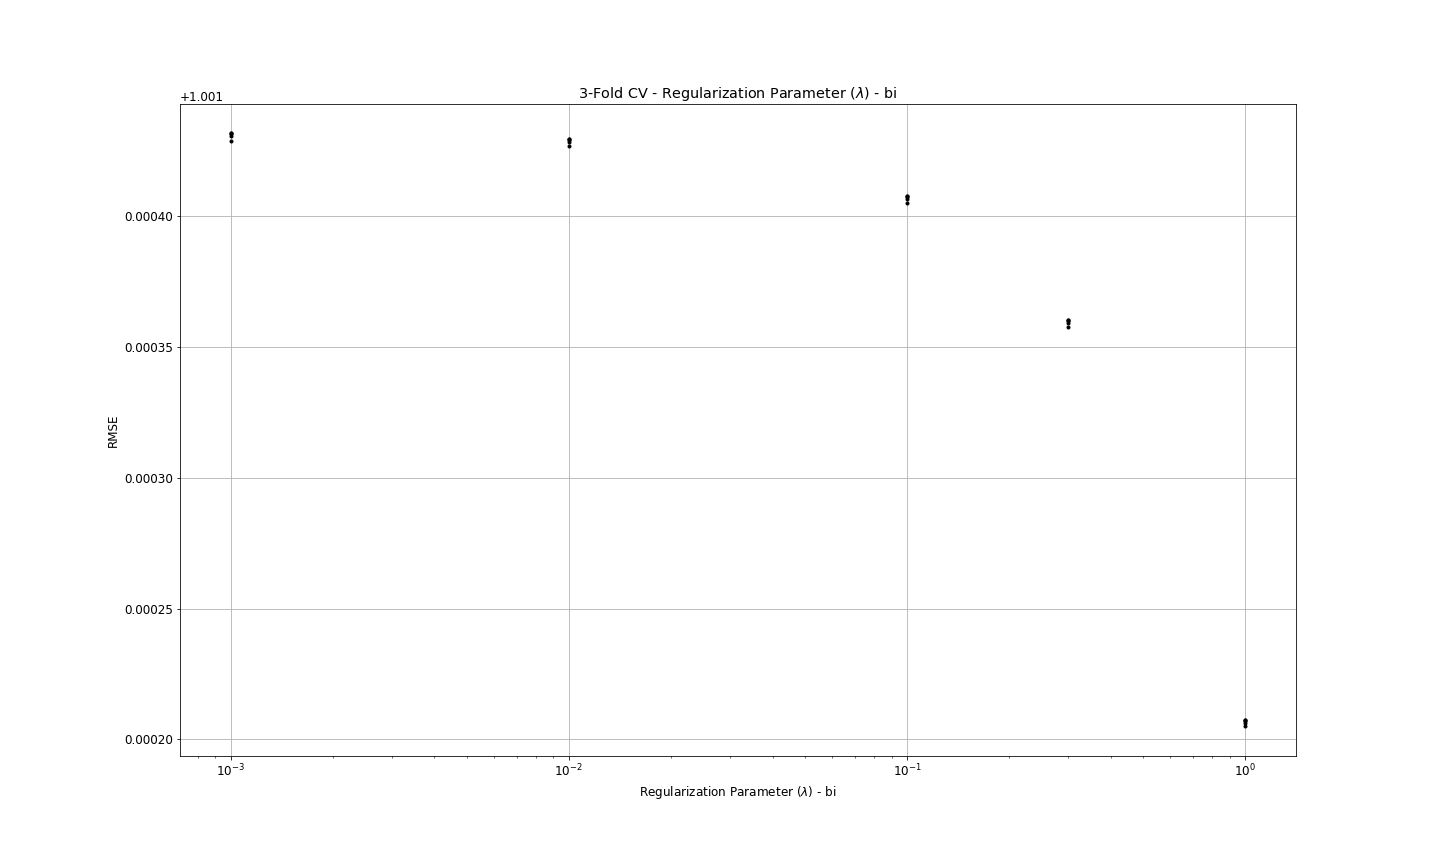 3-Fold CV - Regularization Parameter (λ) - bi
+1.001
0.00040
0.00035
0.00030
0.00025
0.00020
RMSE
10⁻³ 10⁻² 10⁻¹ 10⁰
Regularization Parameter (λ) - bi